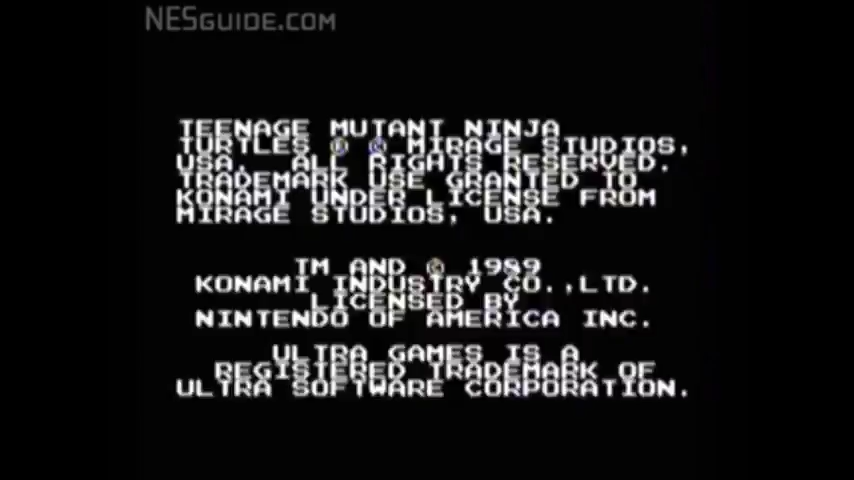 NESGUIDE.COM
TEENAGE MUTANT NINJA
TURTLES ® © MIRAGE STUDIOS,
USA. ALL RIGHTS RESERVED.
TRADEMARK USE GRANTED TO
KONAMI UNDER LICENSE FROM
MIRAGE STUDIOS, USA.
TM AND © 1989
KONAMI INDUSTRY CO.,LTD.
LICENSED BY
NINTENDO OF AMERICA INC.
ULTRA GAMES IS A
REGISTERED TRADEMARK OF
ULTRA SOFTWARE CORPORATION.